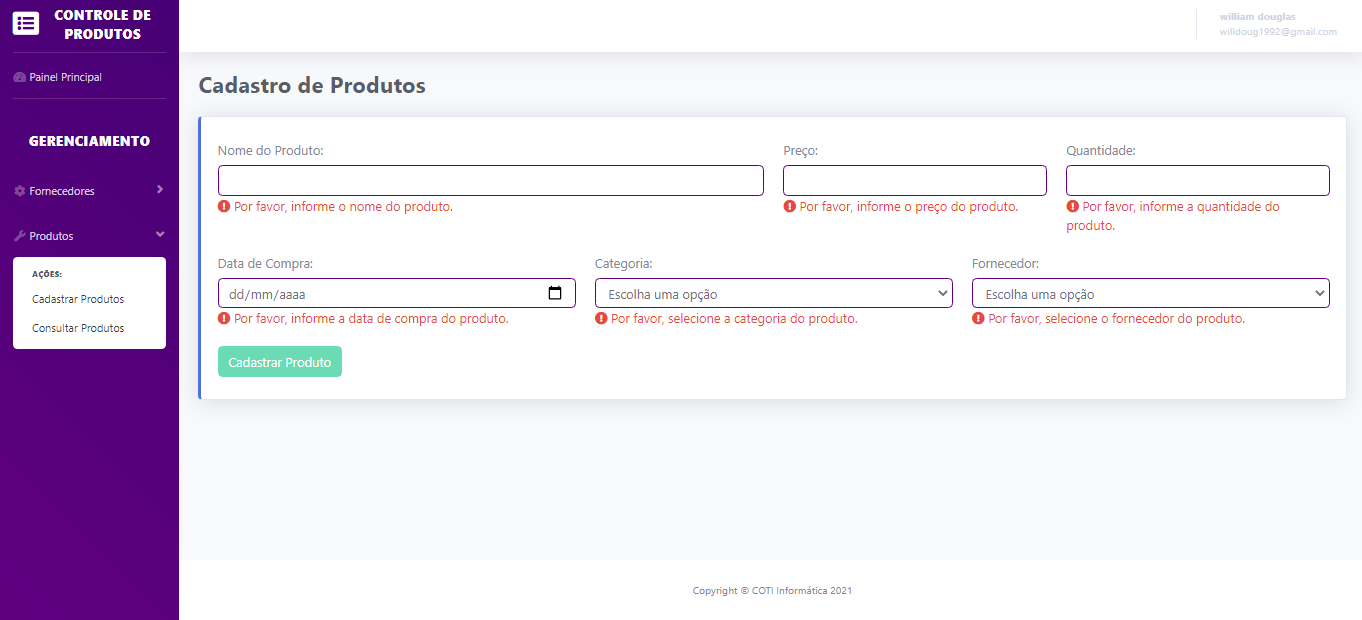 CONTROLE DE
PRODUTOS
Painel Principal
GERENCIAMENTO
Fornecedores
Produtos
AÇÕES:
Cadastrar Produtos
Consultar Produtos
william douglas
willdoug1992@gmail.com
Cadastro de Produtos
Nome do Produto:
Por favor, informe o nome do produto.
Preço:
Por favor, informe o preço do produto.
Quantidade:
Por favor, informe a quantidade do
produto.
Data de Compra:
dd/mm/aaaa
Por favor, informe a data de compra do produto.
Categoria:
Escolha uma opção
Por favor, selecione a categoria do produto.
Fornecedor:
Escolha uma opção
Por favor, selecione o fornecedor do produto.
Cadastrar Produto
Copyright © COTI Informática 2021